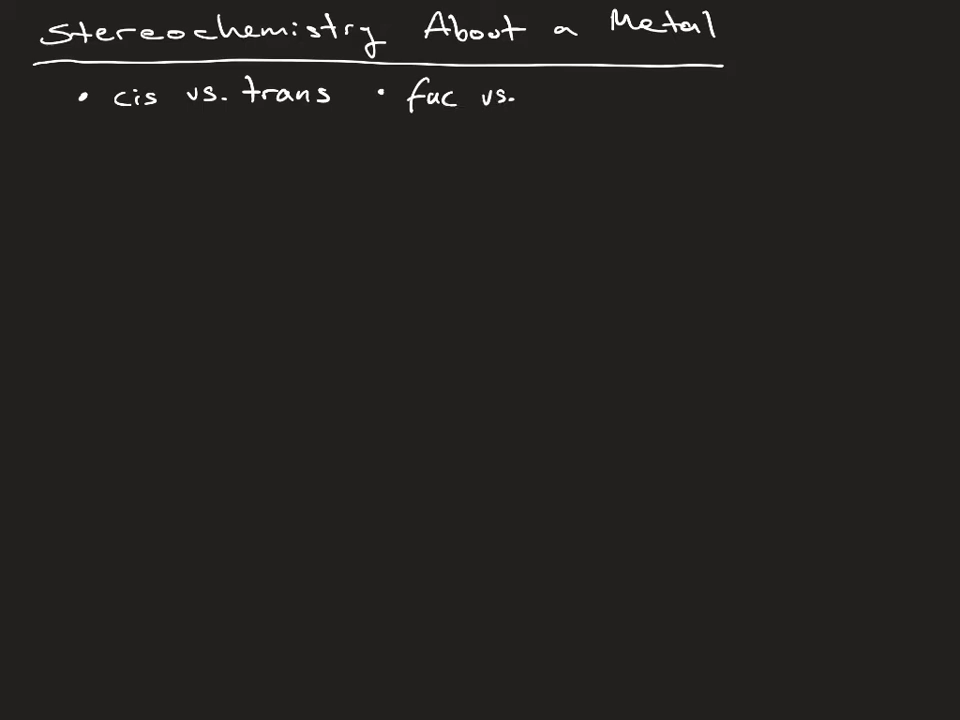 Stereochemistry About a Metal
• cis vs. trans • fac vs.